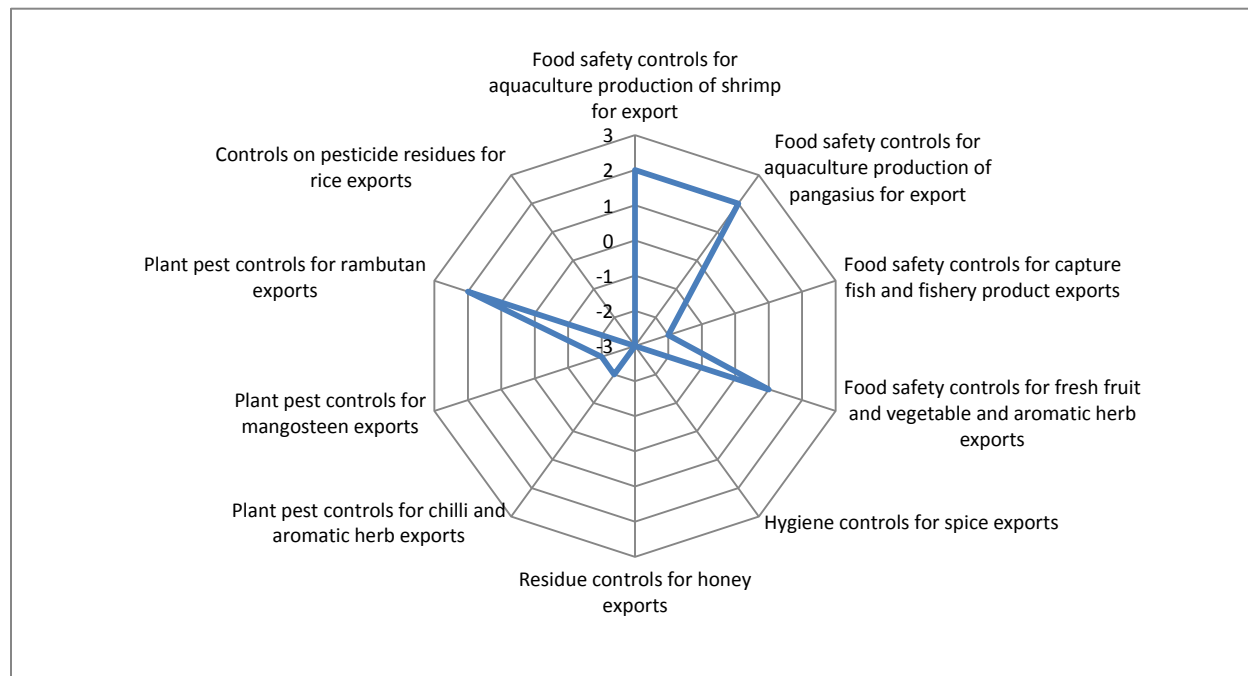 Food safety controls for
aquaculture production of shrimp
for export
Food safety controls for
aquaculture production of
pangasius for export
Food safety controls for capture
fish and fishery product exports
Food safety controls for fresh fruit
and vegetable and aromatic herb
exports
Hygiene controls for spice exports
Residue controls for honey
exports
Plant pest controls for chilli and
aromatic herb exports
Plant pest controls for
mangosteen exports
Plant pest controls for rambutan
exports
Controls on pesticide residues for
rice exports
3
2
1
0
-1
-2
-3